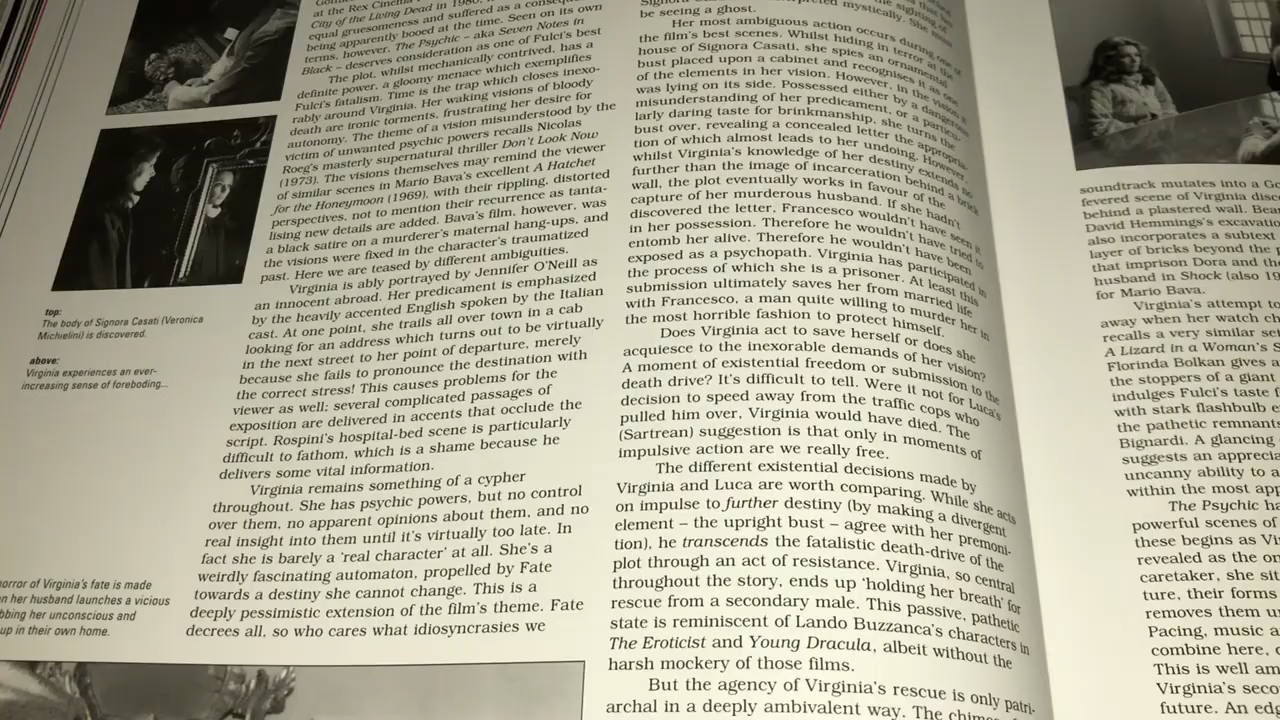 at the Rex Cinema
City of the Living Dead in 1980,
equal gruesomeness and suffered as a consequ
being apparently booed at the time. Seen on its own
terms, however, The Psychic – aka Seven Notes in
Black – deserves consideration as one of Fulci's best
The plot, whilst mechanically contrived, has a
definite power, a gloomy menace which exemplifies
Fulci's fatalism. Time is the trap which closes inexo-
rably around Virginia. Her waking visions of bloody
death are ironic torments, frustrating her desire for
autonomy. The theme of a vision misunderstood by the
victim of unwanted psychic powers recalls Nicolas
Roeg's masterly supernatural thriller Don't Look Now
(1973). The visions themselves may remind the viewer
of similar scenes in Mario Bava's excellent A Hatchet
for the Honeymoon (1969), with their rippling, distorted
perspectives, not to mention their recurrence as tanta-
lising new details are added. Bava's film, however, was
a black satire on a murderer's maternal hang-ups, and
the visions were fixed in the character's traumatized
past. Here we are teased by different ambiguities.
Virginia is ably portrayed by Jennifer O'Neill as
an innocent abroad. Her predicament is emphasized
by the heavily accented English spoken by the Italian
cast. At one point, she trails all over town in a cab
looking for an address which turns out to be virtually
in the next street to her point of departure, merely
because she fails to pronounce the destination with
the correct stress! This causes problems for the
viewer as well; several complicated passages of
exposition are delivered in accents that occlude the
script. Rospini's hospital-bed scene is particularly
difficult to fathom, which is a shame because he
delivers some vital information.
Virginia remains something of a cypher
throughout. She has psychic powers, but no control
over them, no apparent opinions about them, and no
real insight into them until it's virtually too late. In
fact she is barely a 'real character' at all. She's a
weirdly fascinating automaton, propelled by Fate
towards a destiny she cannot change. This is a
deeply pessimistic extension of the film's theme. Fate
decrees all, so who cares what idiosyncrasies we
top:
The body of Signora Casati (Veronica
Michielini) is discovered.
above:
Virginia experiences an ever-
increasing sense of foreboding...
orror of Virginia's fate is made
n her husband launches a vicious
bbing her unconscious and
up in their own home.
mystically. She
the sighting of
be seeing a ghost.
Her most ambiguous action occurs during one of
the film's best scenes. Whilst hiding in terror at the
house of Signora Casati, she spies an ornamental
bust placed upon a cabinet and recognises it as one
of the elements in her vision. However, in the vision it
was lying on its side. Possessed either by a dangerous
misunderstanding of her predicament, or a particu-
larly daring taste for brinkmanship, she turns the
bust over, revealing a concealed letter the appropria-
tion of which almost leads to her undoing. However,
whilst Virginia's knowledge of her destiny extends no
further than the image of incarceration behind a brick
wall, the plot eventually works in favour of the
capture of her murderous husband. If she hadn't
discovered the letter, Francesco wouldn't have seen it
in her possession. Therefore he wouldn't have tried to
entomb her alive. Therefore he wouldn't have been
exposed as a psychopath. Virginia has participated in
the process of which she is a prisoner. At least this
submission ultimately saves her from married life
with Francesco, a man quite willing to murder her in
the most horrible fashion to protect himself.
Does Virginia act to save herself or does she
acquiesce to the inexorable demands of her vision?
A moment of existential freedom or submission to the
death drive? It's difficult to tell. Were it not for Luca's
decision to speed away from the traffic cops who
pulled him over, Virginia would have died. The
(Sartrean) suggestion is that only in moments of
impulsive action are we really free.
The different existential decisions made by
Virginia and Luca are worth comparing. While she acts
on impulse to further destiny (by making a divergent
element – the upright bust – agree with her premoni-
tion), he transcends the fatalistic death-drive of the
plot through an act of resistance. Virginia, so central
throughout the story, ends up 'holding her breath' for
rescue from a secondary male. This passive, pathetic
state is reminiscent of Lando Buzzanca's characters in
The Eroticist and Young Dracula, albeit without the
harsh mockery of those films.
But the agency of Virginia's rescue is only patri-
archal in a deeply ambivalent way. The chimes
soundtrack mutates into a Go
fevered scene of Virginia disc
behind a plastered wall. Bear
David Hemmings's excavation
also incorporates a subtext
layer of bricks beyond the p
that imprison Dora and the
husband in Shock (also 19
for Mario Bava.
Virginia's attempt to
away when her watch ch
recalls a very similar se
A Lizard in a Woman's S
Florinda Bolkan gives a
the stoppers of a giant
indulges Fulci's taste f
with stark flashbulb e
the pathetic remnants
Bignardi. A glancing
suggests an apprecia
uncanny ability to a
within the most app
The Psychic ha
powerful scenes of
these begins as Vi
revealed as the on
caretaker, she sit
ture, their forms
removes them u
Pacing, music a
combine here, c
This is well am
Virginia's seco
future. An edg